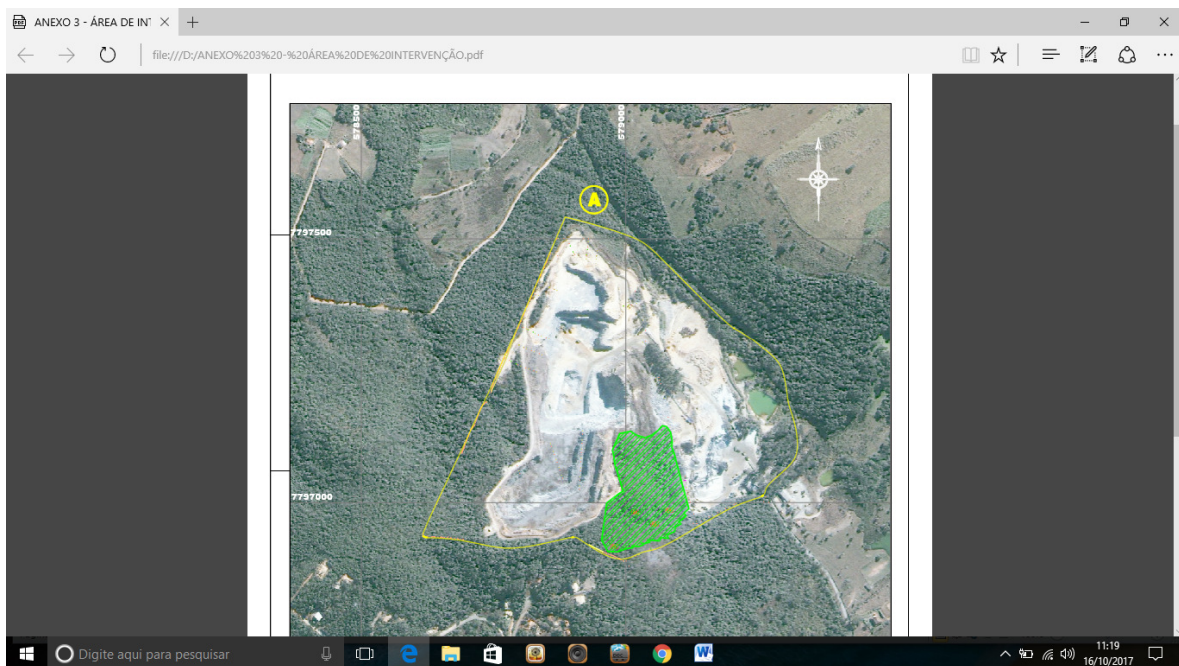 ANEXO 3 - ÁREA DE IN
file:///D:/ANEXO%203%20-%20ÁREA%20DE%20INTERVENÇÃO.pdf
578500
579000
A
7797500
7797000
Digite aqui para pesquisar
11:19
16/10/2017